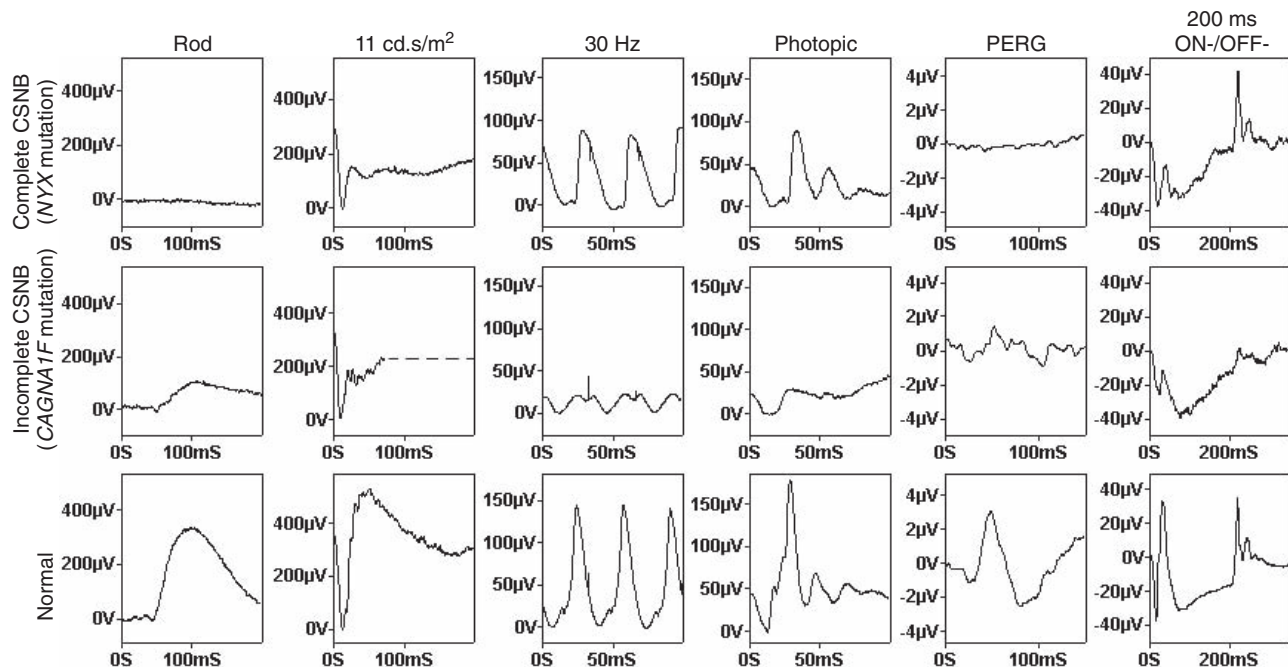 Rod
11 cd.s/m²
30 Hz
Photopic
PERG
200 ms
ON-/OFF-
Complete CSNB
(NYX mutation)
400µV
200µV
0V
0S 100mS
400µV
200µV
0V
0S 100mS
150µV
100µV
50µV
0V
0S 50mS
150µV
100µV
50µV
0V
0S 50mS
4µV
2µV
0V
-2µV
-4µV
0S 100mS
40µV
20µV
0V
-20µV
-40µV
0S 200mS
Incomplete CSNB
(CAGNA1F mutation)
400µV
200µV
0V
0S 100mS
400µV
200µV
0V
0S 100mS
150µV
100µV
50µV
0V
0S 50mS
150µV
100µV
50µV
0V
0S 50mS
4µV
2µV
0V
-2µV
-4µV
0S 100mS
40µV
20µV
0V
-20µV
-40µV
0S 200mS
Normal
400µV
200µV
0V
0S 100mS
400µV
200µV
0V
0S 100mS
150µV
100µV
50µV
0V
0S 50mS
150µV
100µV
50µV
0V
0S 50mS
4µV
2µV
0V
-2µV
-4µV
0S 100mS
40µV
20µV
0V
-20µV
-40µV
0S 200mS